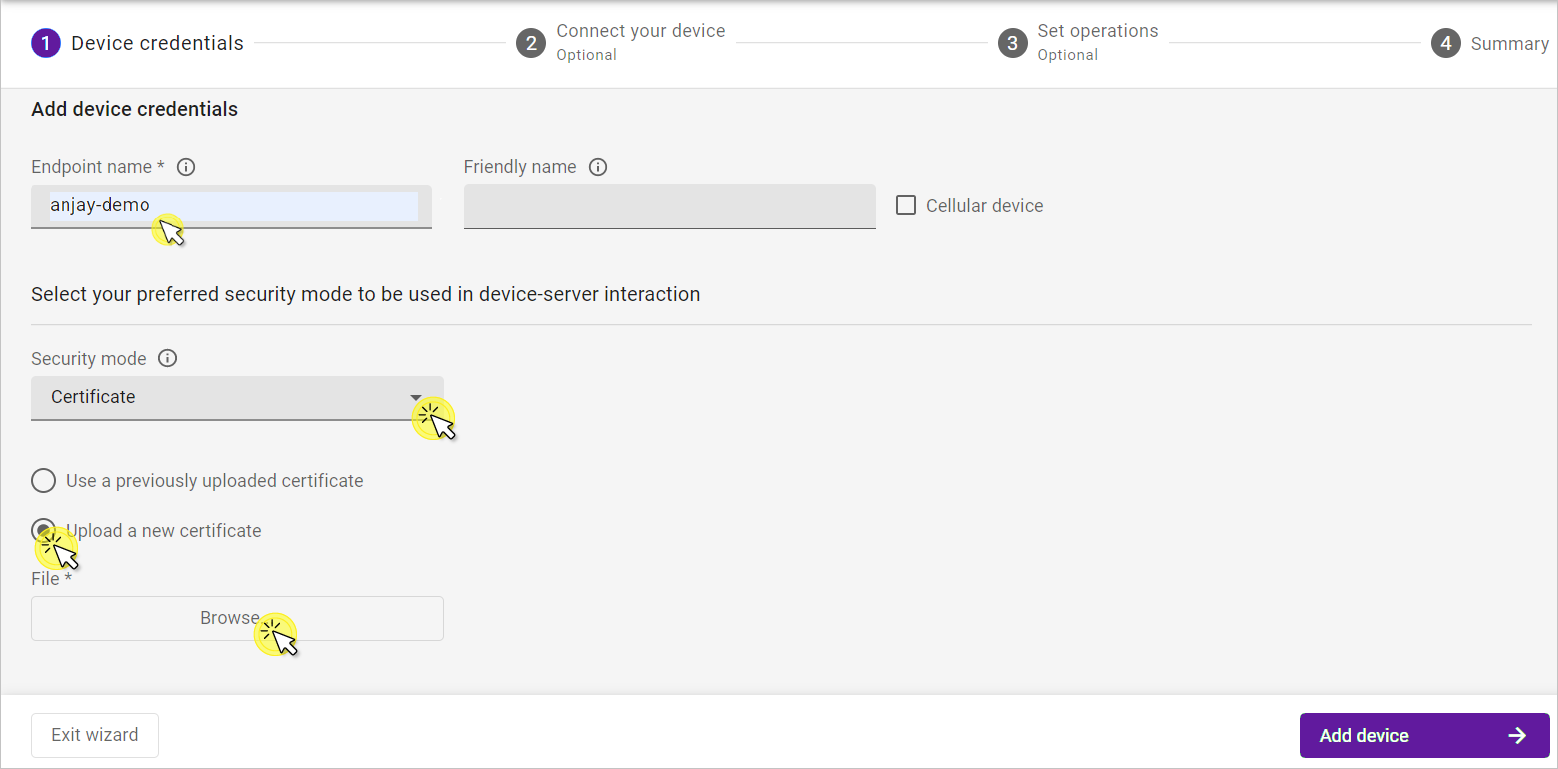 1 Device credentials
2 Connect your device
Optional
3 Set operations
Optional
4 Summary
Add device credentials
Endpoint name *
Friendly name
anjay-demo
Cellular device
Select your preferred security mode to be used in device-server interaction
Security mode
Certificate
Use a previously uploaded certificate
Upload a new certificate
File *
Browse
Exit wizard
Add device